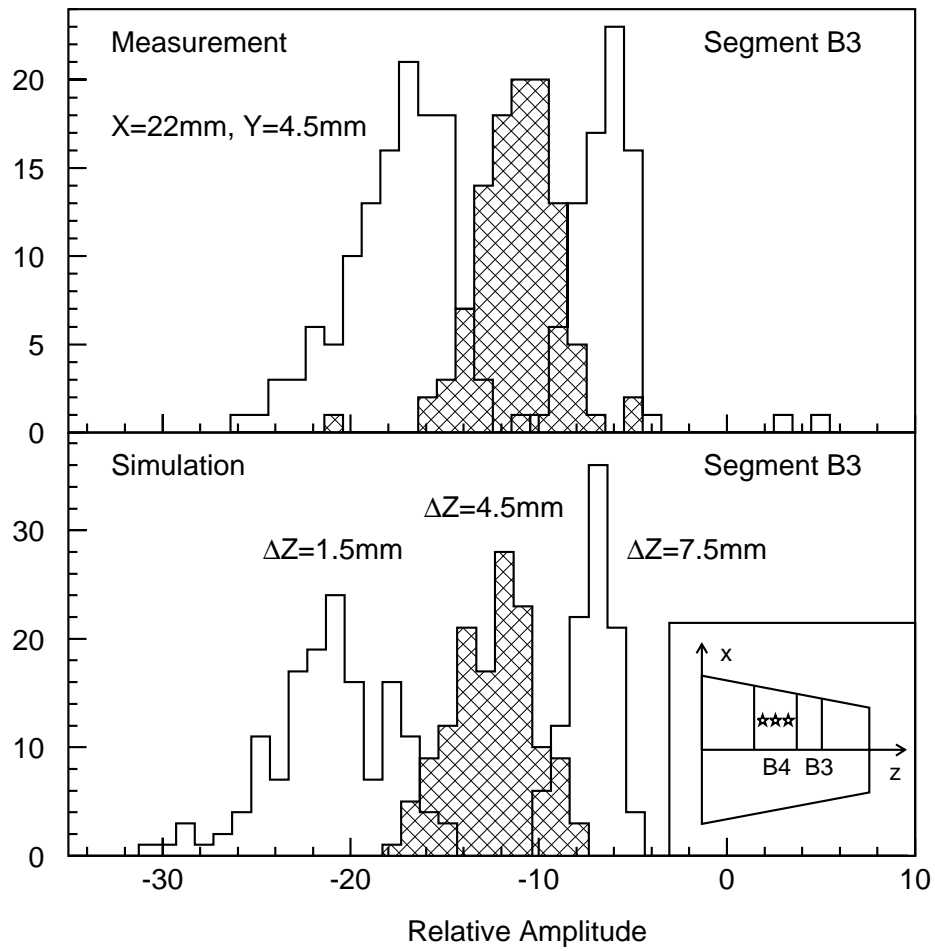 Measurement
Segment B3
20
X=22mm, Y=4.5mm
15
10
5
0
Simulation
Segment B3
ΔZ=4.5mm
30
ΔZ=1.5mm
ΔZ=7.5mm
20
x
10
B4
B3
z
0
-30
-20
-10
0
10
Relative Amplitude